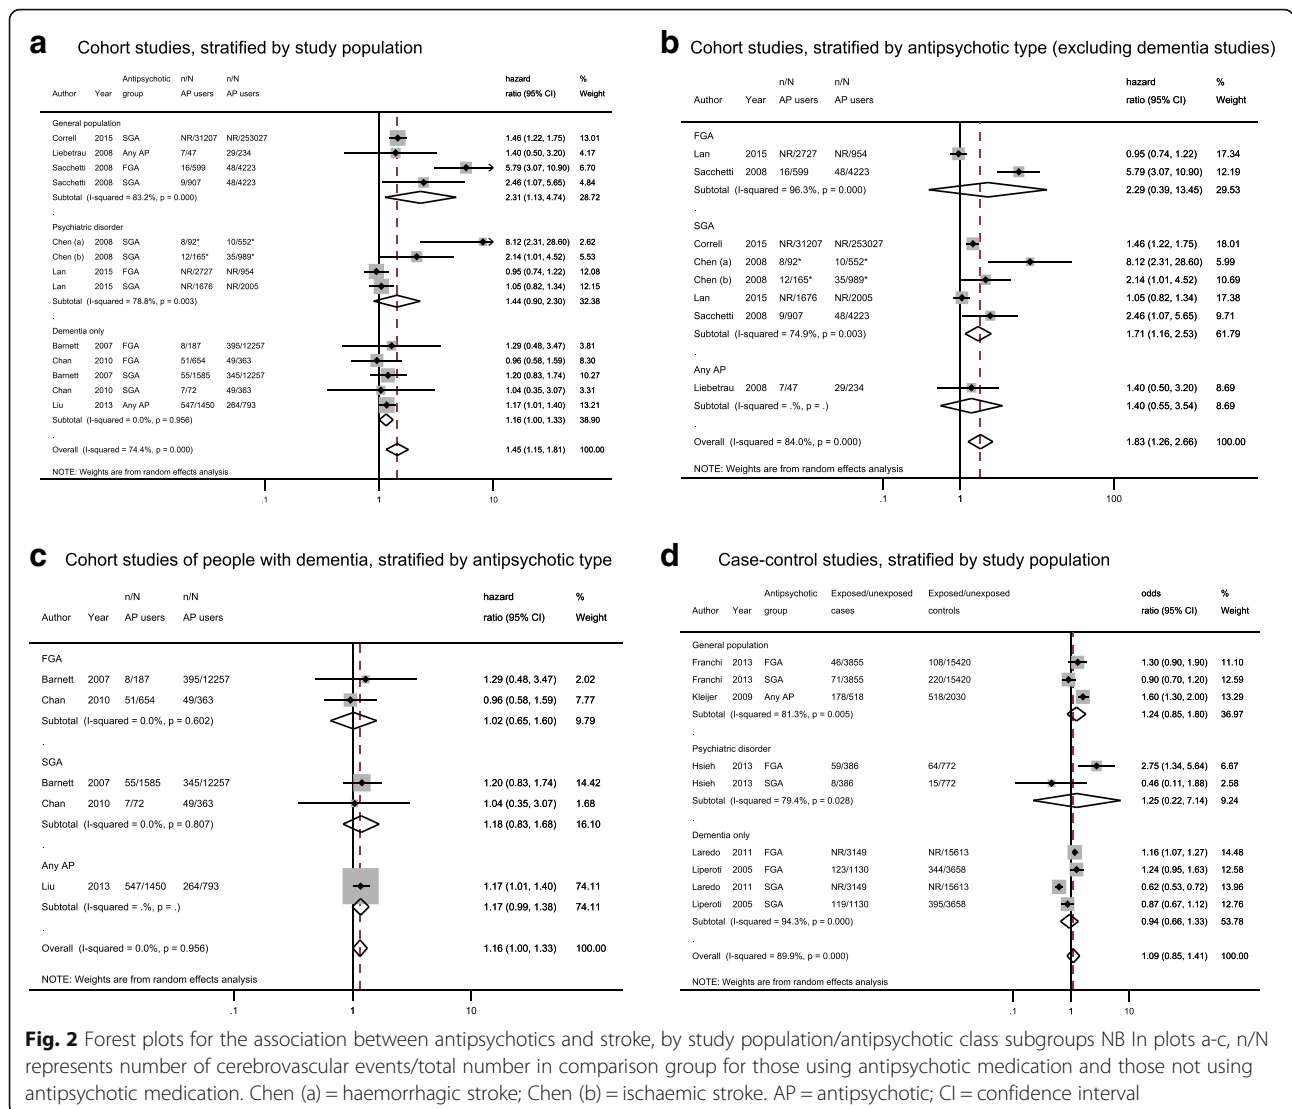 a Cohort studies, stratified by study population
Antipsychotic n/N n/N hazard %
Author Year group AP users AP users ratio (95% CI) Weight
General population
Correll 2015 SGA NR/31207 NR/253027 1.46 (1.22, 1.75) 13.01
Liebetrau 2008 Any AP 7/47 29/234 1.40 (0.50, 3.20) 4.17
Sacchetti 2008 FGA 16/599 48/4223 5.79 (3.07, 10.90) 6.70
Sacchetti 2008 SGA 9/907 48/4223 2.46 (1.07, 5.65) 4.84
Subtotal (I-squared = 83.2%, p = 0.000) 2.31 (1.13, 4.74) 28.72
.
Psychiatric disorder
Chen (a) 2008 SGA 8/92* 10/552* 8.12 (2.31, 28.60) 2.62
Chen (b) 2008 SGA 12/165* 35/989* 2.14 (1.01, 4.52) 5.53
Lan 2015 FGA NR/2727 NR/954 0.95 (0.74, 1.22) 12.08
Lan 2015 SGA NR/1676 NR/2005 1.05 (0.82, 1.34) 12.15
Subtotal (I-squared = 78.8%, p = 0.003) 1.44 (0.90, 2.30) 32.38
.
Dementia only
Barnett 2007 FGA 8/187 395/12257 1.29 (0.48, 3.47) 3.81
Chan 2010 FGA 51/654 49/363 0.96 (0.58, 1.59) 8.30
Barnett 2007 SGA 55/1585 345/12257 1.20 (0.83, 1.74) 10.27
Chan 2010 SGA 7/72 49/363 1.04 (0.35, 3.07) 3.31
Liu 2013 Any AP 547/1450 264/793 1.17 (1.01, 1.40) 13.21
Subtotal (I-squared = 0.0%, p = 0.956) 1.16 (1.00, 1.33) 38.90
.
Overall (I-squared = 74.4%, p = 0.000) 1.45 (1.15, 1.81) 100.00
NOTE: Weights are from random effects analysis
.1 1 10
b Cohort studies, stratified by antipsychotic type (excluding dementia studies)
n/N n/N hazard %
Author Year AP users AP users ratio (95% CI) Weight
FGA
Lan 2015 NR/2727 NR/954 0.95 (0.74, 1.22) 17.34
Sacchetti 2008 16/599 48/4223 5.79 (3.07, 10.90) 12.19
Subtotal (I-squared = 96.3%, p = 0.000) 2.29 (0.39, 13.45) 29.53
.
SGA
Correll 2015 NR/31207 NR/253027 1.46 (1.22, 1.75) 18.01
Chen (a) 2008 8/92* 10/552* 8.12 (2.31, 28.60) 5.99
Chen (b) 2008 12/165* 35/989* 2.14 (1.01, 4.52) 10.69
Lan 2015 NR/1676 NR/2005 1.05 (0.82, 1.34) 17.38
Sacchetti 2008 9/907 48/4223 2.46 (1.07, 5.65) 9.71
Subtotal (I-squared = 74.9%, p = 0.003) 1.71 (1.16, 2.53) 61.79
.
Any AP
Liebetrau 2008 7/47 29/234 1.40 (0.50, 3.20) 8.69
Subtotal (I-squared = .%, p = .) 1.40 (0.55, 3.54) 8.69
.
Overall (I-squared = 84.0%, p = 0.000) 1.83 (1.26, 2.66) 100.00
NOTE: Weights are from random effects analysis
.1 1 100
c Cohort studies of people with dementia, stratified by antipsychotic type
n/N n/N hazard %
Author Year AP users AP users ratio (95% CI) Weight
FGA
Barnett 2007 8/187 395/12257 1.29 (0.48, 3.47) 2.02
Chan 2010 51/654 49/363 0.96 (0.58, 1.59) 7.77
Subtotal (I-squared = 0.0%, p = 0.602) 1.02 (0.65, 1.60) 9.79
.
SGA
Barnett 2007 55/1585 345/12257 1.20 (0.83, 1.74) 14.42
Chan 2010 7/72 49/363 1.04 (0.35, 3.07) 1.68
Subtotal (I-squared = 0.0%, p = 0.807) 1.18 (0.83, 1.68) 16.10
.
Any AP
Liu 2013 547/1450 264/793 1.17 (1.01, 1.40) 74.11
Subtotal (I-squared = .%, p = .) 1.17 (0.99, 1.38) 74.11
.
Overall (I-squared = 0.0%, p = 0.956) 1.16 (1.00, 1.33) 100.00
NOTE: Weights are from random effects analysis
.1 1 10
d Case-control studies, stratified by study population
Antipsychotic Exposed/unexposed Exposed/unexposed odds %
Author Year group cases controls ratio (95% CI) Weight
General population
Franchi 2013 FGA 46/3855 108/15420 1.30 (0.90, 1.90) 11.10
Franchi 2013 SGA 71/3855 220/15420 0.90 (0.70, 1.20) 12.59
Kleijer 2009 Any AP 178/518 518/2030 1.60 (1.30, 2.00) 13.29
Subtotal (I-squared = 81.3%, p = 0.005) 1.24 (0.85, 1.80) 36.97
.
Psychiatric disorder
Hsieh 2013 FGA 59/386 64/772 2.75 (1.34, 5.64) 6.67
Hsieh 2013 SGA 8/386 15/772 0.46 (0.11, 1.88) 2.58
Subtotal (I-squared = 79.4%, p = 0.028) 1.25 (0.22, 7.14) 9.24
.
Dementia only
Laredo 2011 FGA NR/3149 NR/15613 1.16 (1.07, 1.27) 14.48
Liperoti 2005 FGA 123/1130 344/3658 1.24 (0.95, 1.63) 12.58
Laredo 2011 SGA NR/3149 NR/15613 0.62 (0.53, 0.72) 13.96
Liperoti 2005 SGA 119/1130 395/3658 0.87 (0.67, 1.12) 12.76
Subtotal (I-squared = 94.3%, p = 0.000) 0.94 (0.66, 1.33) 53.78
.
Overall (I-squared = 89.9%, p = 0.000) 1.09 (0.85, 1.41) 100.00
NOTE: Weights are from random effects analysis
.1 1 10
Fig. 2 Forest plots for the association between antipsychotics and stroke, by study population/antipsychotic class subgroups NB In plots a-c, n/N
represents number of cerebrovascular events/total number in comparison group for those using antipsychotic medication and those not using
antipsychotic medication. Chen (a) = haemorrhagic stroke; Chen (b) = ischaemic stroke. AP = antipsychotic; CI = confidence interval